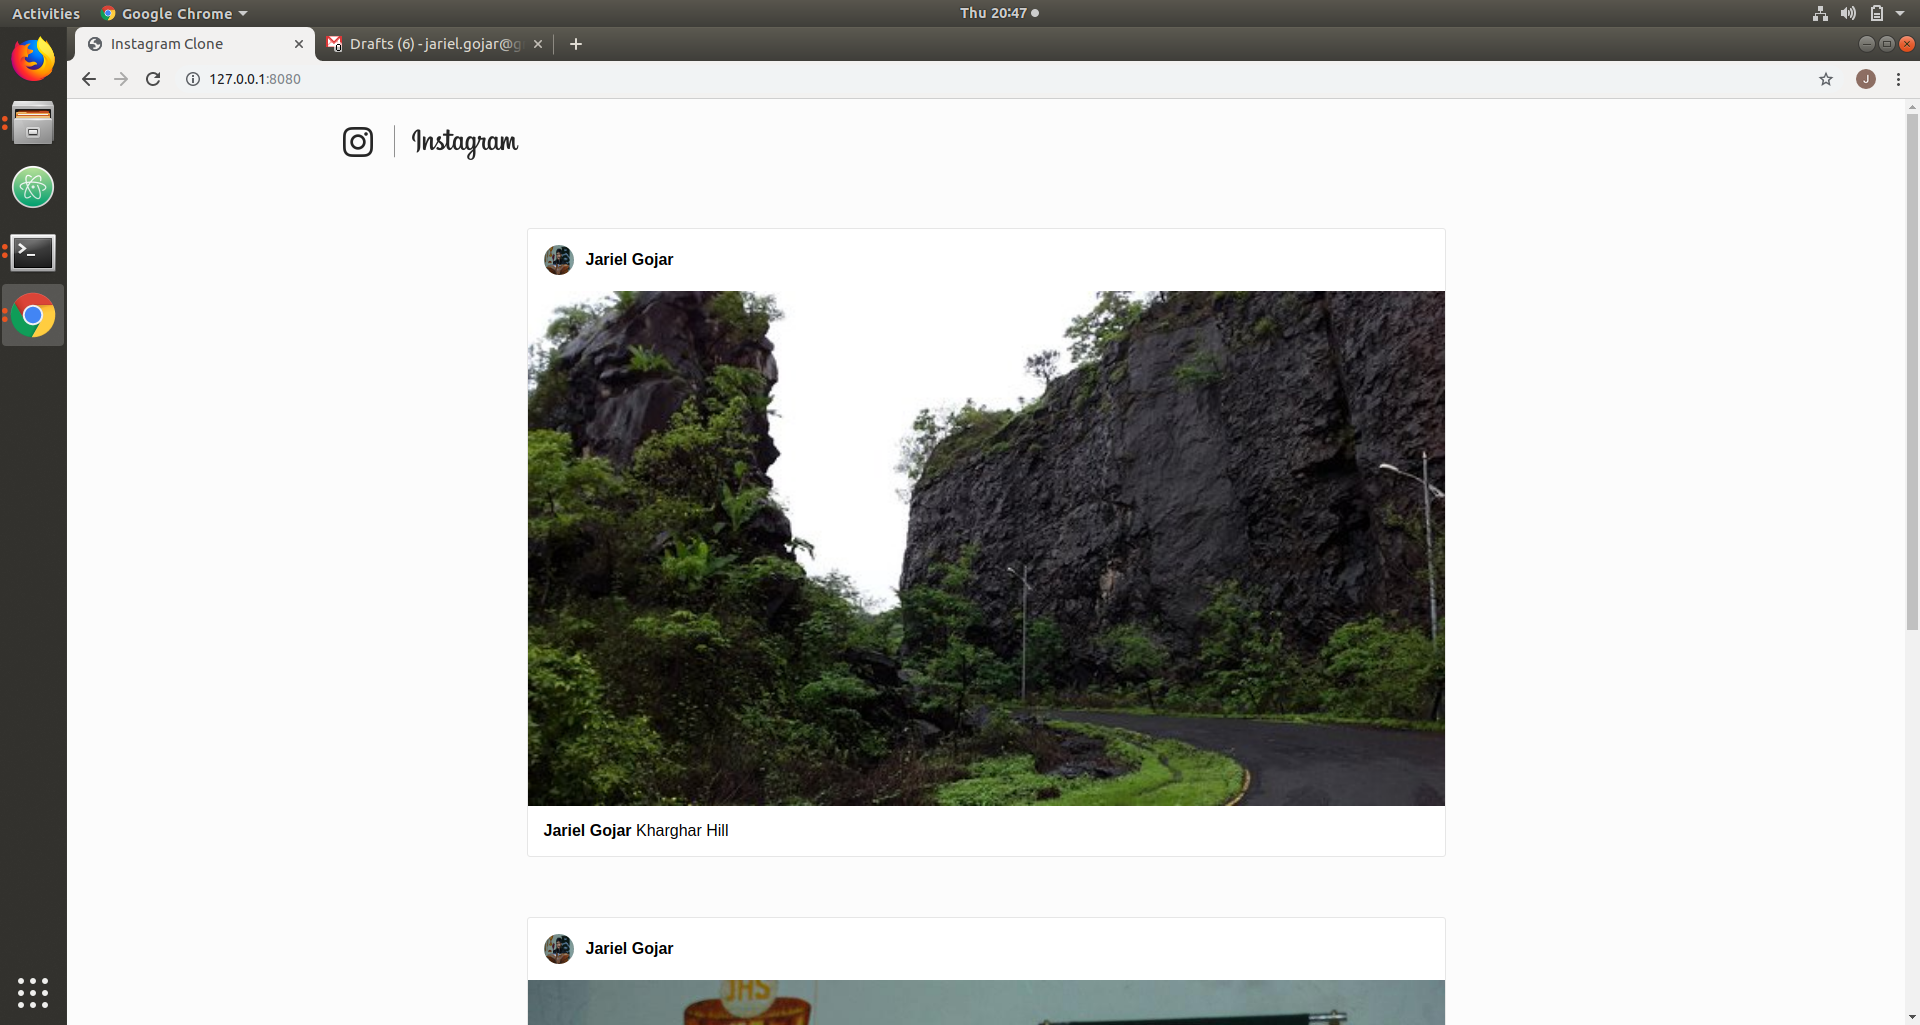 Activities Google Chrome Thu 20:47
Instagram Clone Drafts (6) - jariel.gojar@g
127.0.0.1:8080 J
Instagram
Jariel Gojar
Jariel Gojar Kharghar Hill
Jariel Gojar
JHS